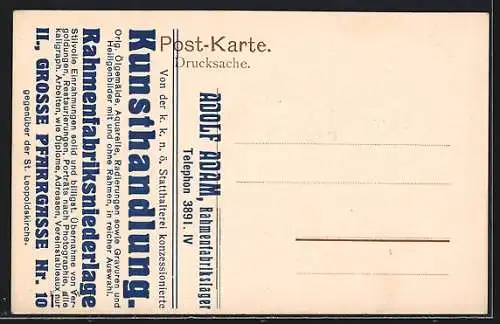 Post-Karte.
Drucksache.
ADOLF ADAM, Rahmenfabrikslager
Telephon 3891. IV
Von der k. k. n. ö. Statthalterei konzessionierte
Kunsthandlung.
Orig. Ölgemälde, Aquarelle, Radierungen sowie Gravuren und
Heiligenbilder mit und ohne Rahmen, in reicher Auswahl.
Rahmenfabriksniederlage
Stilvolle Einrahmungen solid und billigst. Übernahme von Ver-
goldungen, Restaurierungen, Porträts nach Photographie, alle
kaligraph. Arbeiten, wie Diplome, Adressen, Vereinstableaux nur
II., GROSSE PFARRGASSE Nr. 10
gegenüber der St. Leopoldskirche.